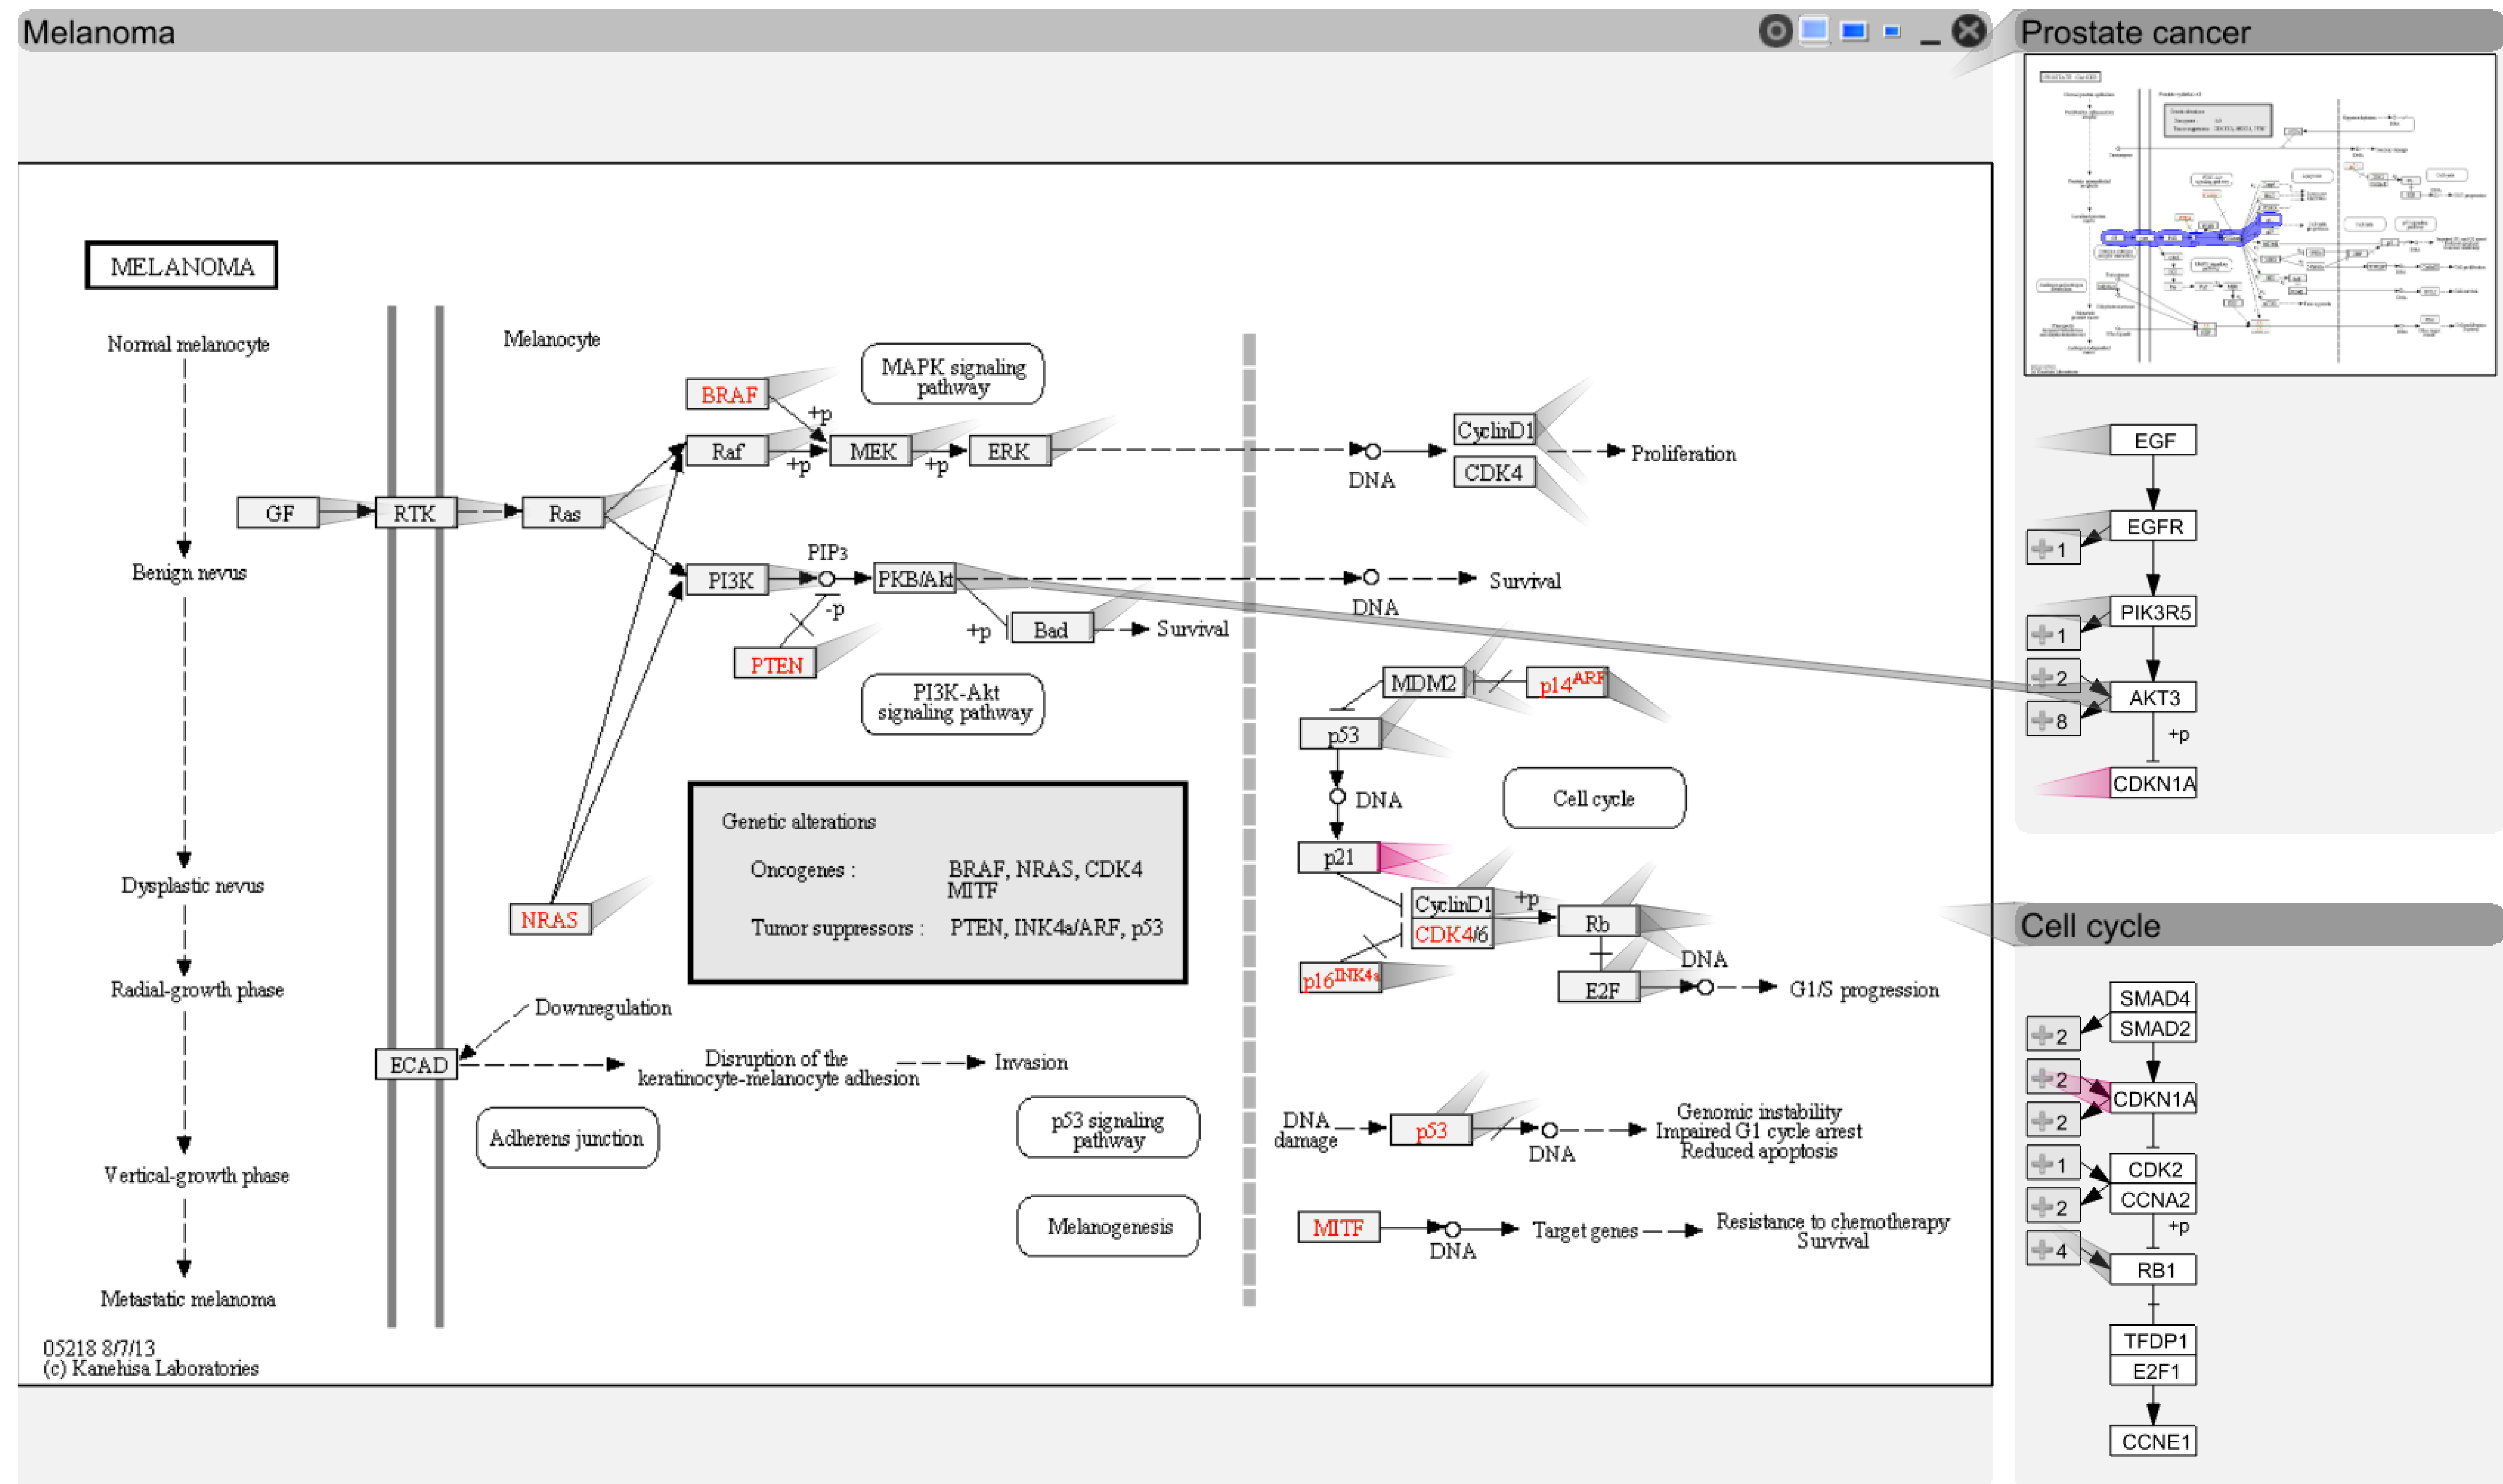 Melanoma
MELANOMA
Normal melanocyte
Benign nevus
Dysplastic nevus
Radial-growth phase
Vertical-growth phase
Metastatic melanoma
05218 8/7/13
(c) Kanehisa Laboratories
Melanocyte
MAPK signaling
pathway
BRAF
+p
Raf
+p
MEK
+p
ERK
DNA
CyclinD1
CDK4
Proliferation
GF
RTK
Ras
PI3K
PIP3
-p
PKB/Akt
DNA
Survival
+p
Bad
Survival
PTEN
PI3K-Akt
signaling pathway
MDM2
p14ARF
p53
DNA
Cell cycle
p21
CyclinD1
CDK4/6
+p
Rb
p16INK4a
E2F
DNA
G1/S progression
Genetic alterations
Oncogenes :
BRAF, NRAS, CDK4
MITF
Tumor suppressors :
PTEN, INK4a/ARF, p53
NRAS
Downregulation
ECAD
Disruption of the
keratinocyte-melanocyte adhesion
Invasion
Adherens junction
p53 signaling
pathway
Melanogenesis
DNA
damage
p53
DNA
Genomic instability
Impaired G1 cycle arrest
Reduced apoptosis
MITF
DNA
Target genes
Resistance to chemotherapy
Survival
Prostate cancer
PROSTATE CANCER
EGF
EGFR
1
PIK3R5
1
2
AKT3
8
+p
CDKN1A
Cell cycle
SMAD4
SMAD2
2
2
CDKN1A
2
1
CDK2
CCNA2
2
+p
4
RB1
TFDP1
E2F1
CCNE1